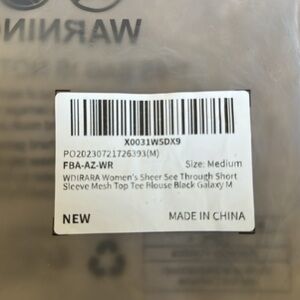 WARNING
X0031WSDX9
PO20230721726393(M)
FBA-AZ-WR Size: Medium
WDIRARA Women's Sheer See Through Short
Sleeve Mesh Top Tee Blouse Black Galaxy M
NEW MADE IN CHINA